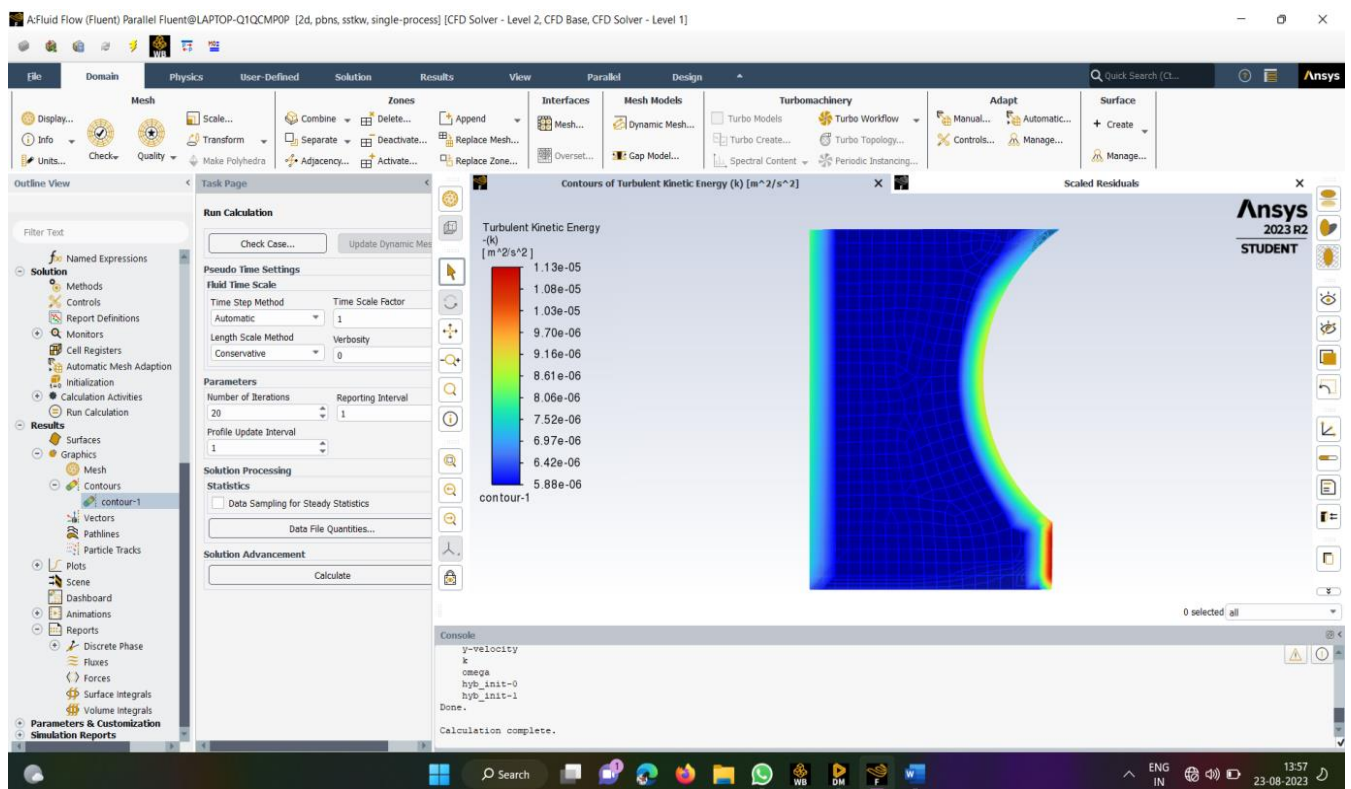 A:Fluid Flow (Fluent) Parallel Fluent@LAPTOP-Q1QCMP0P [2d, pbns, sstkw, single-process] [CFD Solver - Level 2, CFD Base, CFD Solver - Level 1]
WB
File Domain Physics User-Defined Solution Results View Parallel Design Quick Search (Ct... Ansys
Mesh Zones Interfaces Mesh Models Turbomachinery Adapt Surface
Display... Scale... Combine Delete... Append Mesh... Dynamic Mesh... Turbo Models Turbo Workflow Manual... Automatic... + Create
Info Check Quality Transform Separate Deactivate... Replace Mesh... Turbo Create... Turbo Topology... Controls... Manage...
Units... Make Polyhedra Adjacency... Activate... Replace Zone... Overset... Gap Model... Spectral Content Periodic Instancing... Manage...
Outline View
Filter Text
Named Expressions
Solution
Methods
Controls
Report Definitions
Monitors
Cell Registers
Automatic Mesh Adaption
Initialization
Calculation Activities
Run Calculation
Results
Surfaces
Graphics
Mesh
Contours
contour-1
Vectors
Pathlines
Particle Tracks
Plots
Scene
Dashboard
Animations
Reports
Discrete Phase
Fluxes
Forces
Surface Integrals
Volume Integrals
Parameters & Customization
Simulation Reports
Task Page
Run Calculation
Check Case... Update Dynamic Mes
Pseudo Time Settings
Fluid Time Scale
Time Step Method Time Scale Factor
Automatic 1
Length Scale Method Verbosity
Conservative 0
Parameters
Number of Iterations Reporting Interval
20 1
Profile Update Interval
1
Solution Processing
Statistics
Data Sampling for Steady Statistics
Data File Quantities...
Solution Advancement
Calculate
Contours of Turbulent Kinetic Energy (k) [m^2/s^2] Scaled Residuals
Ansys
2023 R2
STUDENT
Turbulent Kinetic Energy
-(k)
[ m^2/s^2 ]
1.13e-05
1.08e-05
1.03e-05
9.70e-06
9.16e-06
8.61e-06
8.06e-06
7.52e-06
6.97e-06
6.42e-06
5.88e-06
contour-1
0 selected all
Console
y-velocity
k
omega
hyb_init-0
hyb_init-1
Done.
Calculation complete.
Search WB DM F ENG
IN 13:57
23-08-2023